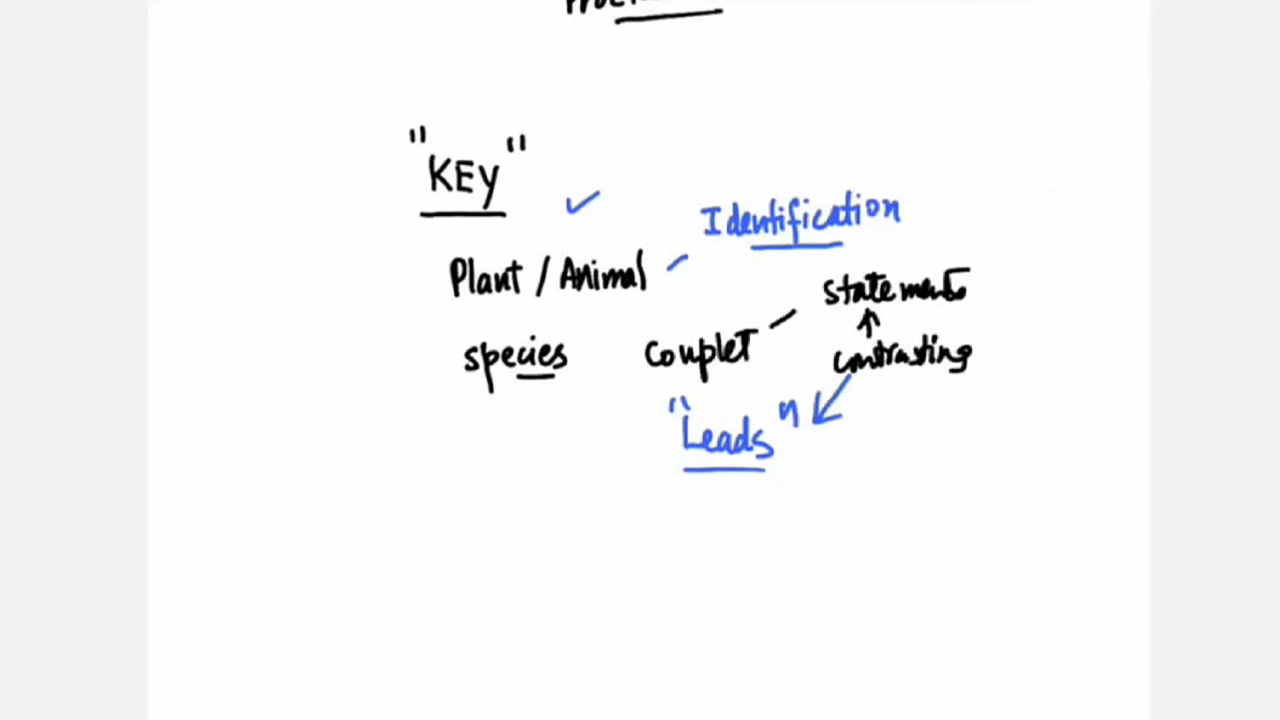 "KEY"
Identification
Plant / Animal
statements
species couplet
contrasting
"Leads"